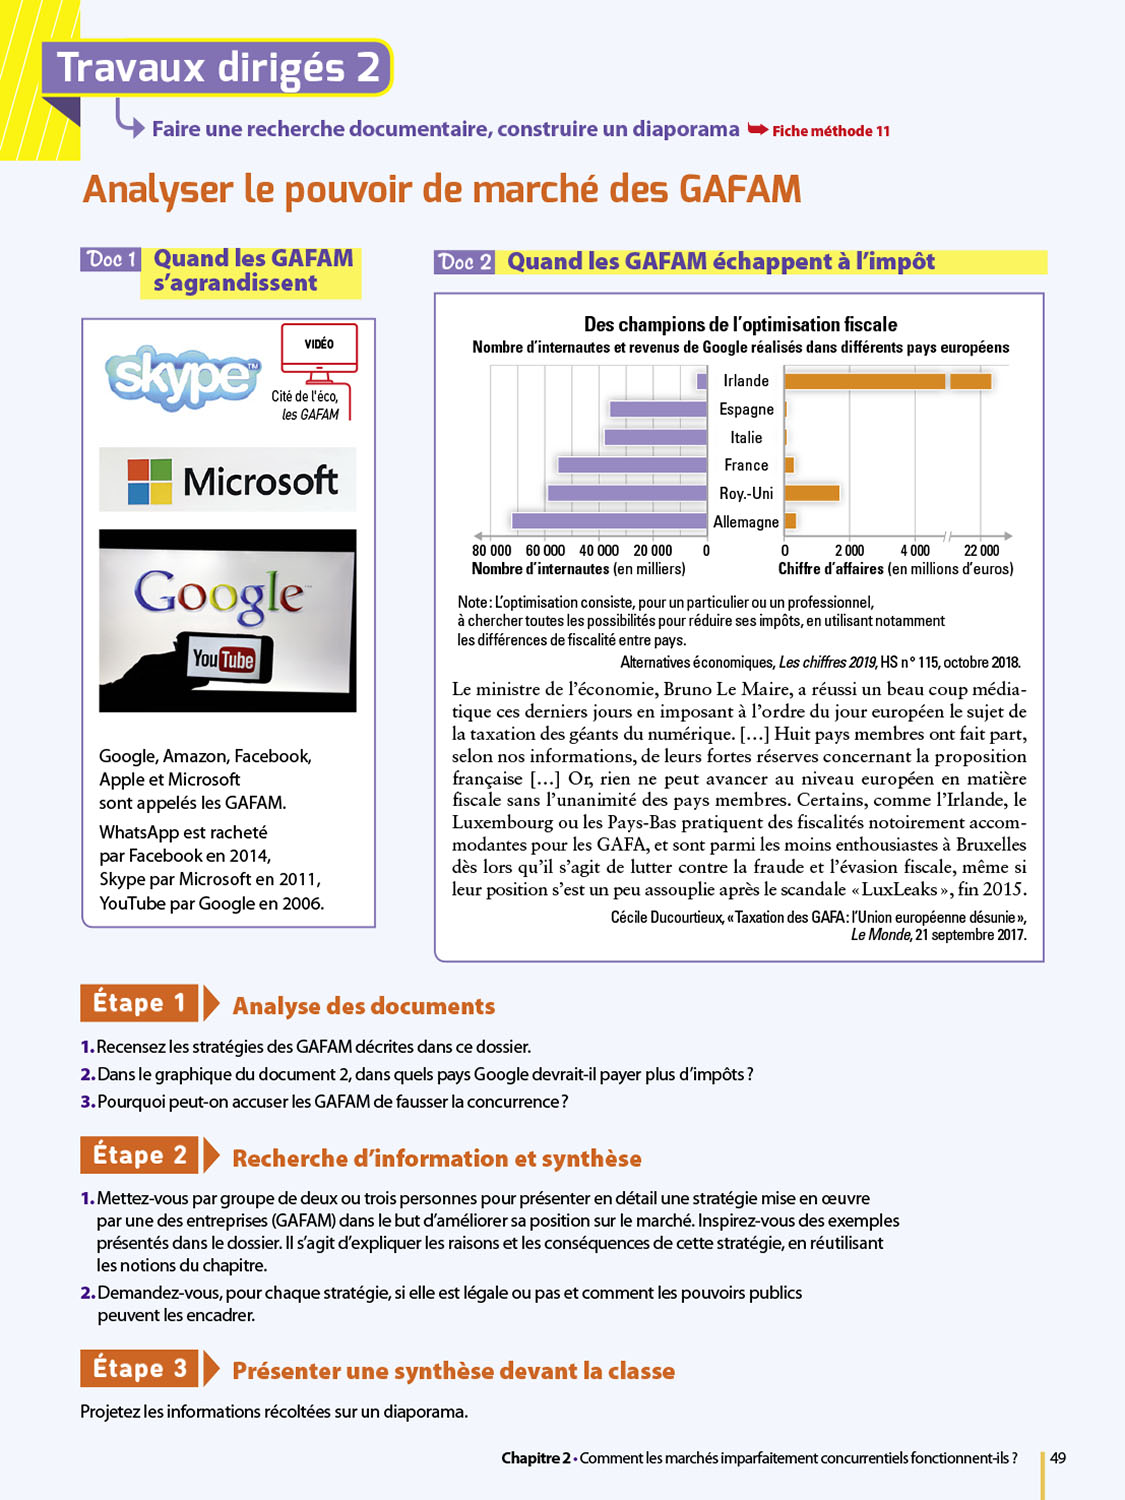 Travaux dirigés 2
Faire une recherche documentaire, construire un diaporama ➥ Fiche méthode 11
Analyser le pouvoir de marché des GAFAM
Doc 1 Quand les GAFAM
s’agrandissent
skype™
VIDÉO
Cité de l'éco,
les GAFAM
Microsoft
Google™
YouTube
Google, Amazon, Facebook,
Apple et Microsoft
sont appelés les GAFAM.
WhatsApp est racheté
par Facebook en 2014,
Skype par Microsoft en 2011,
YouTube par Google en 2006.
Doc 2 Quand les GAFAM échappent à l’impôt
Des champions de l’optimisation fiscale
Nombre d’internautes et revenus de Google réalisés dans différents pays européens
Irlande
Espagne
Italie
France
Roy.-Uni
Allemagne
80 000 60 000 40 000 20 000 0 0 2 000 4 000 22 000
Nombre d’internautes (en milliers) Chiffre d’affaires (en millions d’euros)
Note : L’optimisation consiste, pour un particulier ou un professionnel,
à chercher toutes les possibilités pour réduire ses impôts, en utilisant notamment
les différences de fiscalité entre pays.
Alternatives économiques, Les chiffres 2019, HS n° 115, octobre 2018.
Le ministre de l’économie, Bruno Le Maire, a réussi un beau coup média-
tique ces derniers jours en imposant à l’ordre du jour européen le sujet de
la taxation des géants du numérique. […] Huit pays membres ont fait part,
selon nos informations, de leurs fortes réserves concernant la proposition
française […] Or, rien ne peut avancer au niveau européen en matière
fiscale sans l’unanimité des pays membres. Certains, comme l’Irlande, le
Luxembourg ou les Pays-Bas pratiquent des fiscalités notoirement accom-
modantes pour les GAFA, et sont parmi les moins enthousiastes à Bruxelles
dès lors qu’il s’agit de lutter contre la fraude et l’évasion fiscale, même si
leur position s’est un peu assouplie après le scandale « LuxLeaks », fin 2015.
Cécile Ducourtieux, « Taxation des GAFA : l’Union européenne désunie »,
Le Monde, 21 septembre 2017.
Étape 1 Analyse des documents
1. Recensez les stratégies des GAFAM décrites dans ce dossier.
2. Dans le graphique du document 2, dans quels pays Google devrait-il payer plus d’impôts ?
3. Pourquoi peut-on accuser les GAFAM de fausser la concurrence ?
Étape 2 Recherche d’information et synthèse
1. Mettez-vous par groupe de deux ou trois personnes pour présenter en détail une stratégie mise en œuvre
par une des entreprises (GAFAM) dans le but d’améliorer sa position sur le marché. Inspirez-vous des exemples
présentés dans le dossier. Il s’agit d’expliquer les raisons et les conséquences de cette stratégie, en réutilisant
les notions du chapitre.
2. Demandez-vous, pour chaque stratégie, si elle est légale ou pas et comment les pouvoirs publics
peuvent les encadrer.
Étape 3 Présenter une synthèse devant la classe
Projetez les informations récoltées sur un diaporama.
Chapitre 2 • Comment les marchés imparfaitement concurrentiels fonctionnent-ils ? 49